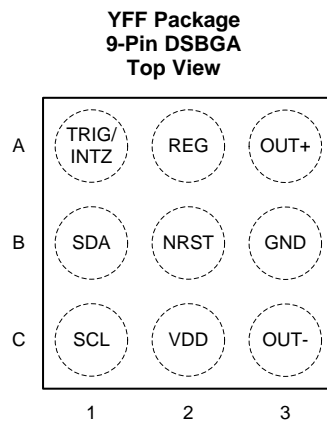 YFF Package
9-Pin DSBGA
Top View
A
TRIG/
INTZ
REG
OUT+
B
SDA
NRST
GND
C
SCL
VDD
OUT-
1
2
3